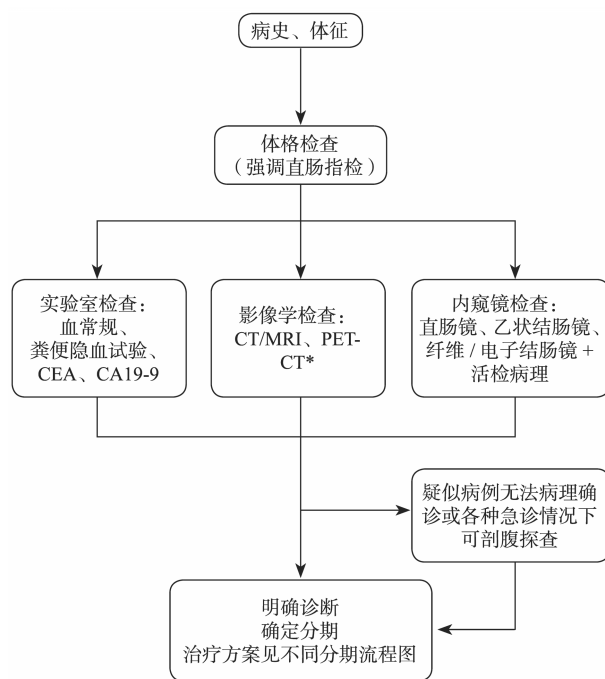 病史、体征
体格检查
（强调直肠指检）
实验室检查：
血常规、
粪便隐血试验、
CEA、CA19-9
影像学检查：
CT/MRI、PET-
CT*
内窥镜检查：
直肠镜、乙状结肠镜、
纤维 / 电子结肠镜 +
活检病理
疑似病例无法病理确
诊或各种急诊情况下
可剖腹探查
明确诊断
确定分期
治疗方案见不同分期流程图